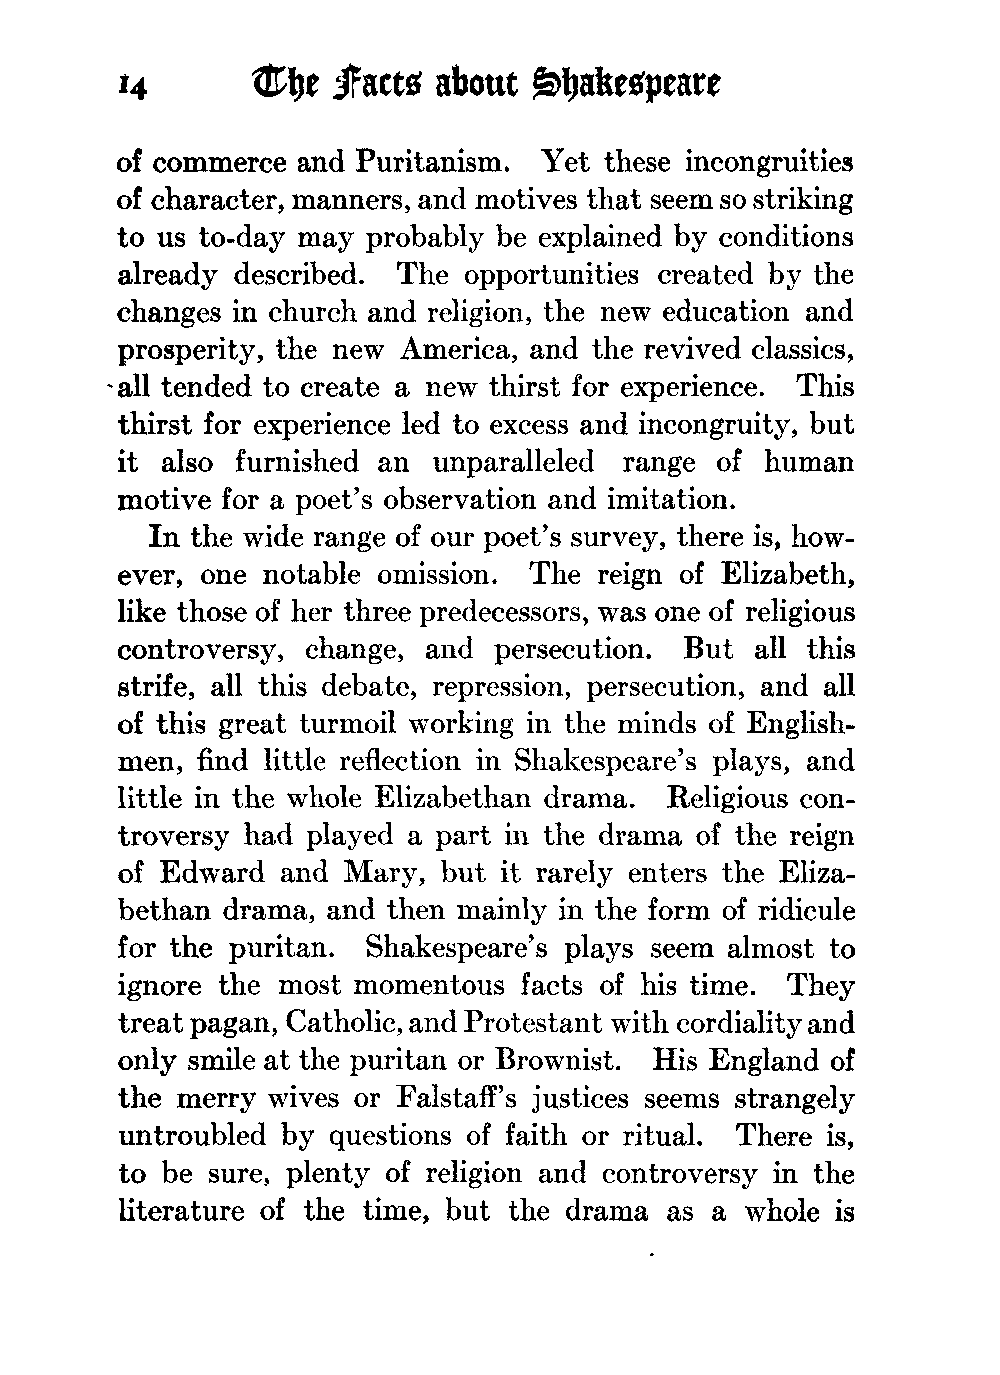 14 The Facts about Shakespeare
of commerce and Puritanism. Yet these incongruities
of character, manners, and motives that seem so striking
to us to-day may probably be explained by conditions
already described. The opportunities created by the
changes in church and religion, the new education and
prosperity, the new America, and the revived classics,
all tended to create a new thirst for experience. This
thirst for experience led to excess and incongruity, but
it also furnished an unparalleled range of human
motive for a poet's observation and imitation.
In the wide range of our poet's survey, there is, how-
ever, one notable omission. The reign of Elizabeth,
like those of her three predecessors, was one of religious
controversy, change, and persecution. But all this
strife, all this debate, repression, persecution, and all
of this great turmoil working in the minds of English-
men, find little reflection in Shakespeare's plays, and
little in the whole Elizabethan drama. Religious con-
troversy had played a part in the drama of the reign
of Edward and Mary, but it rarely enters the Eliza-
bethan drama, and then mainly in the form of ridicule
for the puritan. Shakespeare's plays seem almost to
ignore the most momentous facts of his time. They
treat pagan, Catholic, and Protestant with cordiality and
only smile at the puritan or Brownist. His England of
the merry wives or Falstaff's justices seems strangely
untroubled by questions of faith or ritual. There is,
to be sure, plenty of religion and controversy in the
literature of the time, but the drama as a whole is